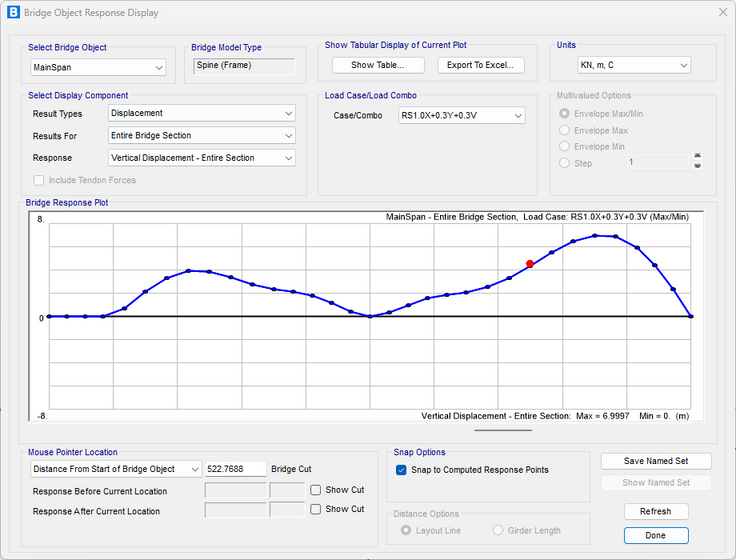 B Bridge Object Response Display
Select Bridge Object
MainSpan
Bridge Model Type
Spine (Frame)
Show Tabular Display of Current Plot
Show Table...
Export To Excel...
Units
KN, m, C
Select Display Component
Result Types
Displacement
Results For
Entire Bridge Section
Response
Vertical Displacement - Entire Section
Include Tendon Forces
Load Case/Load Combo
Case/Combo
RS1.0X+0.3Y+0.3V
Multivalued Options
Envelope Max/Min
Envelope Max
Envelope Min
Step
1
Bridge Response Plot
8.
MainSpan - Entire Bridge Section, Load Case: RS1.0X+0.3Y+0.3V (Max/Min)
0
-8.
Vertical Displacement - Entire Section: Max = 6.9997 Min = 0. (m)
Mouse Pointer Location
Distance From Start of Bridge Object
522.7688
Bridge Cut
Response Before Current Location
Show Cut
Response After Current Location
Show Cut
Snap Options
Snap to Computed Response Points
Distance Options
Layout Line
Girder Length
Save Named Set
Show Named Set
Refresh
Done